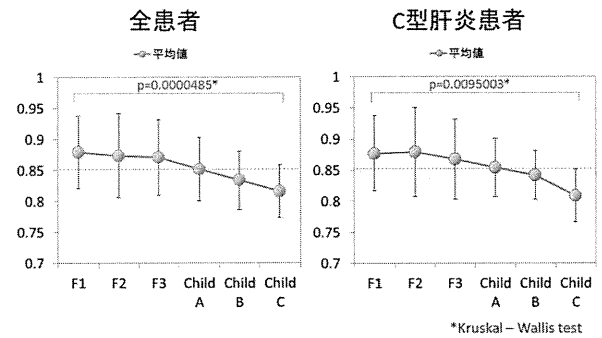 全患者
平均値
p=0.0000485*
1
0.95
0.9
0.85
0.8
0.75
0.7
F1 F2 F3 Child A Child B Child C
C型肝炎患者
平均値
p=0.0095003*
1
0.95
0.9
0.85
0.8
0.75
0.7
F1 F2 F3 Child A Child B Child C
*Kruskal – Wallis test